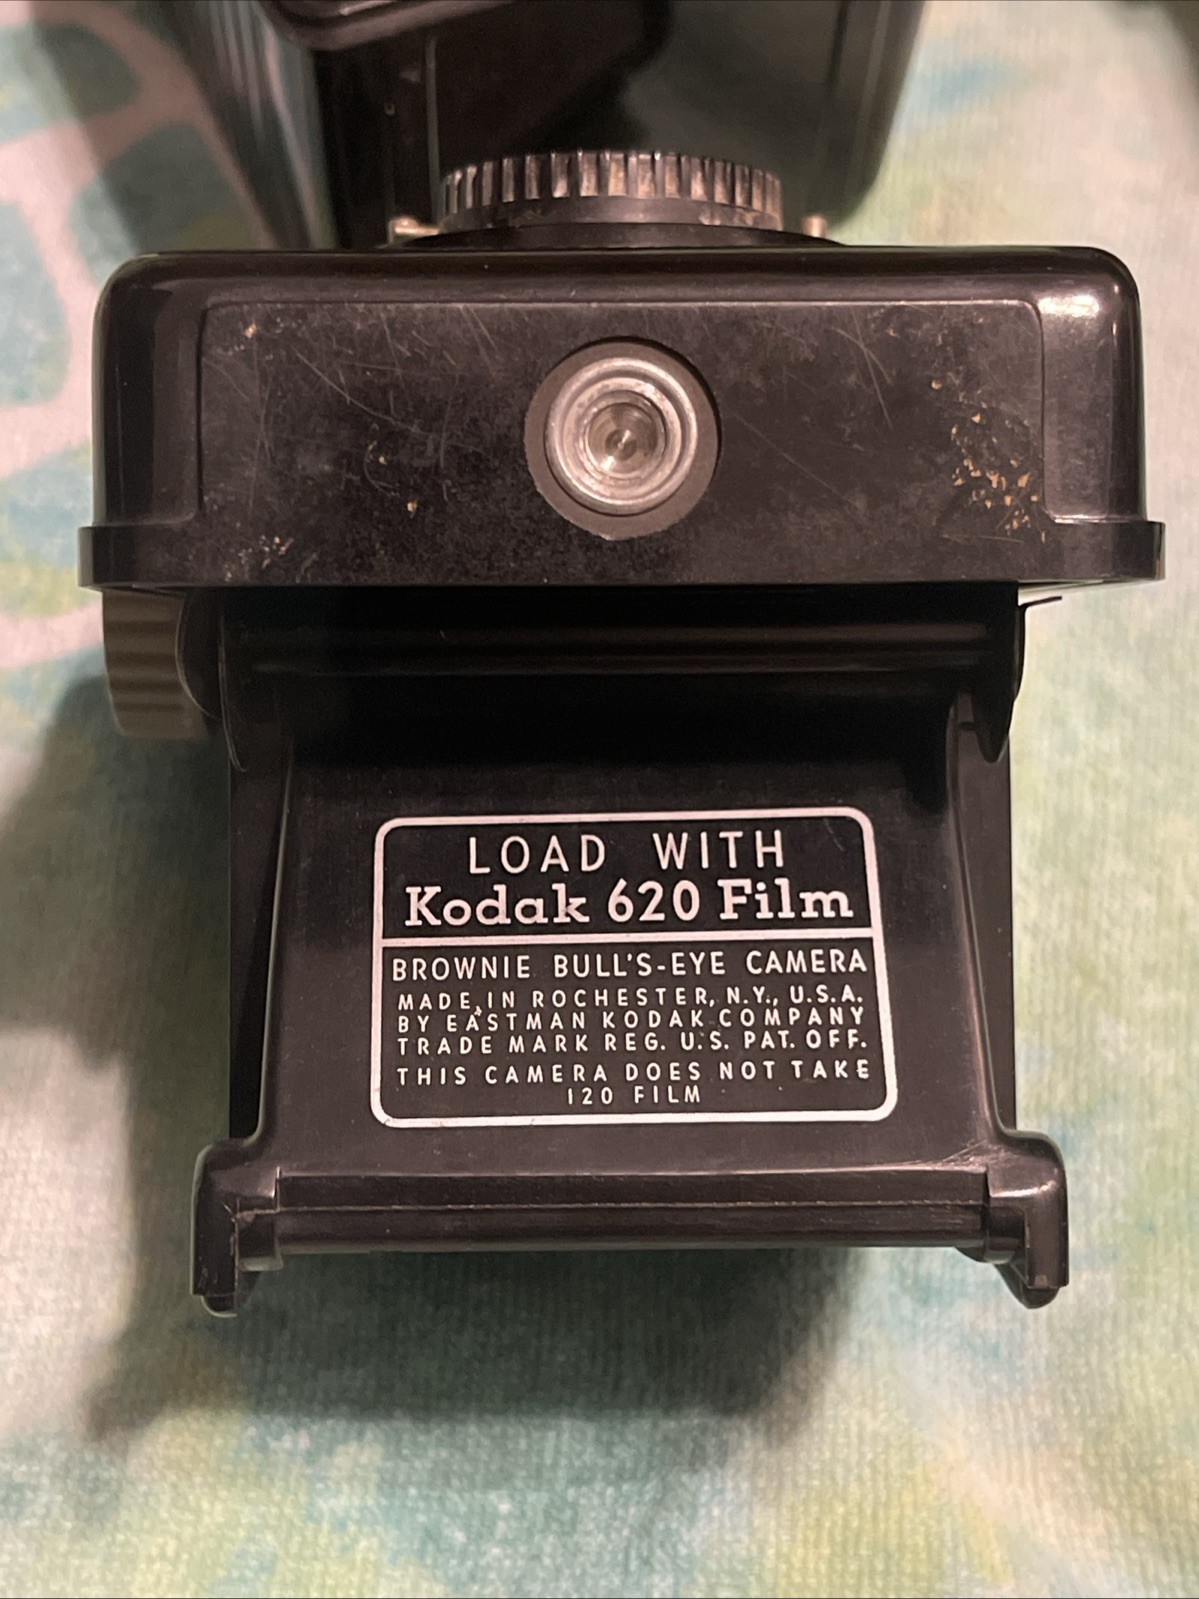 LOAD WITH
Kodak 620 Film
BROWNIE BULL'S-EYE CAMERA
MADE IN ROCHESTER, N.Y., U.S.A.
BY EASTMAN KODAK COMPANY
TRADE MARK REG. U.S. PAT. OFF.
THIS CAMERA DOES NOT TAKE
120 FILM